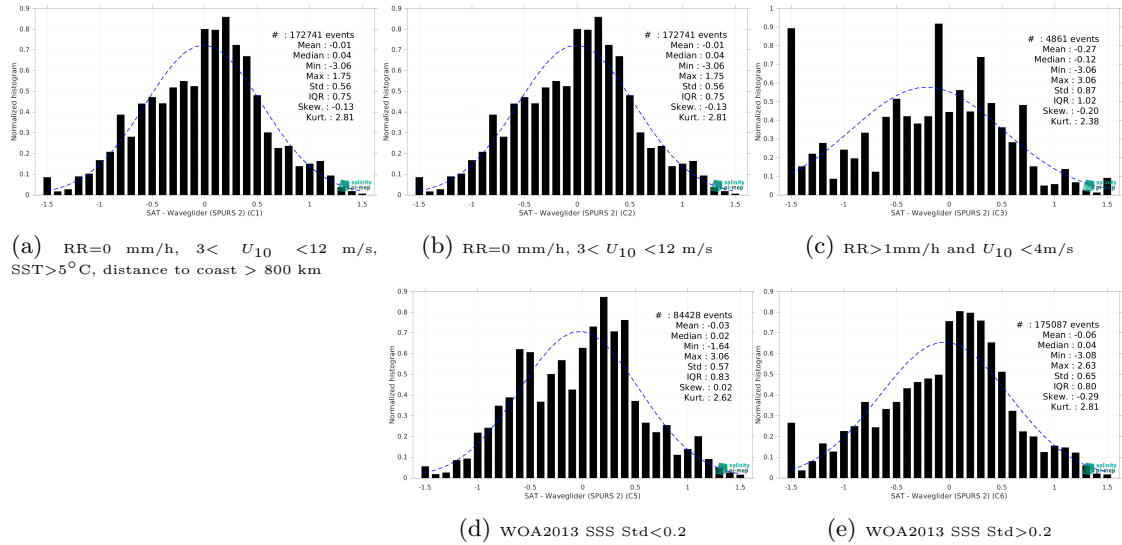 0.9
0.8
0.7
0.6
0.5
0.4
0.3
0.2
0.1
0
Normalized histogram
# : 172741 events
Mean : -0.01
Median : 0.04
Min : -3.06
Max : 1.75
Std : 0.56
IQR : 0.75
Skew. : -0.13
Kurt. : 2.81
salinity
pi-mep
-1.5 -1 -0.5 0 0.5 1 1.5
SAT - Waveglider (SPURS 2) (C1)
(a) RR=0 mm/h, 3< U10 <12 m/s,
SST>5°C, distance to coast > 800 km
0.9
0.8
0.7
0.6
0.5
0.4
0.3
0.2
0.1
0
Normalized histogram
# : 172741 events
Mean : -0.01
Median : 0.04
Min : -3.06
Max : 1.75
Std : 0.56
IQR : 0.75
Skew. : -0.13
Kurt. : 2.81
salinity
pi-mep
-1.5 -1 -0.5 0 0.5 1 1.5
SAT - Waveglider (SPURS 2) (C2)
(b) RR=0 mm/h, 3< U10 <12 m/s
1
0.9
0.8
0.7
0.6
0.5
0.4
0.3
0.2
0.1
0
Normalized histogram
# : 4861 events
Mean : -0.27
Median : -0.12
Min : -3.06
Max : 3.06
Std : 0.87
IQR : 1.02
Skew. : -0.20
Kurt. : 2.38
salinity
pi-mep
-1.5 -1 -0.5 0 0.5 1 1.5
SAT - Waveglider (SPURS 2) (C3)
(c) RR>1mm/h and U10 <4m/s
0.9
0.8
0.7
0.6
0.5
0.4
0.3
0.2
0.1
0
Normalized histogram
# : 84428 events
Mean : -0.03
Median : 0.02
Min : -1.64
Max : 3.06
Std : 0.57
IQR : 0.83
Skew. : 0.02
Kurt. : 2.62
salinity
pi-mep
-1.5 -1 -0.5 0 0.5 1 1.5
SAT - Waveglider (SPURS 2) (C5)
(d) WOA2013 SSS Std<0.2
0.9
0.8
0.7
0.6
0.5
0.4
0.3
0.2
0.1
0
Normalized histogram
# : 175087 events
Mean : -0.06
Median : 0.04
Min : -3.08
Max : 2.63
Std : 0.65
IQR : 0.80
Skew. : -0.29
Kurt. : 2.81
salinity
pi-mep
-1.5 -1 -0.5 0 0.5 1 1.5
SAT - Waveglider (SPURS 2) (C6)
(e) WOA2013 SSS Std>0.2